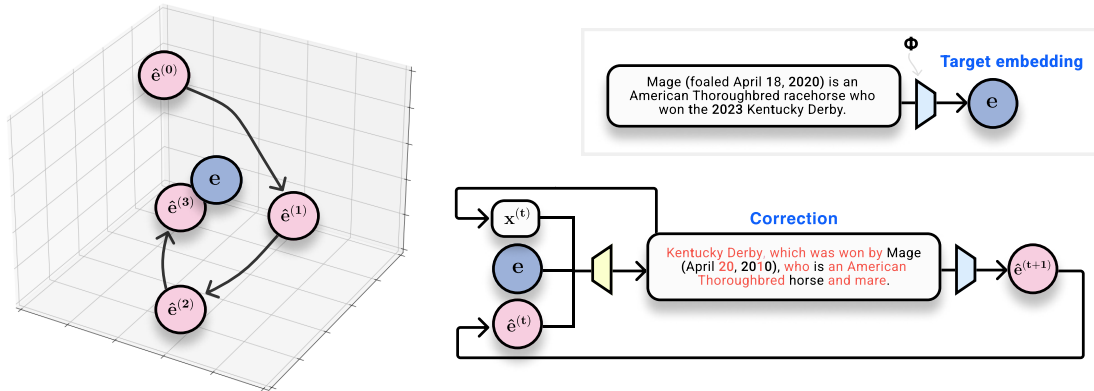 ê(0)
e
ê(3)
ê(1)
ê(2)
Φ
Target embedding
Mage (foaled April 18, 2020) is an
American Thoroughbred racehorse who
won the 2023 Kentucky Derby.
e
x(t)
Correction
e
Kentucky Derby, which was won by Mage
(April 20, 2010), who is an American
Thoroughbred horse and mare.
ê(t+1)
ê(t)